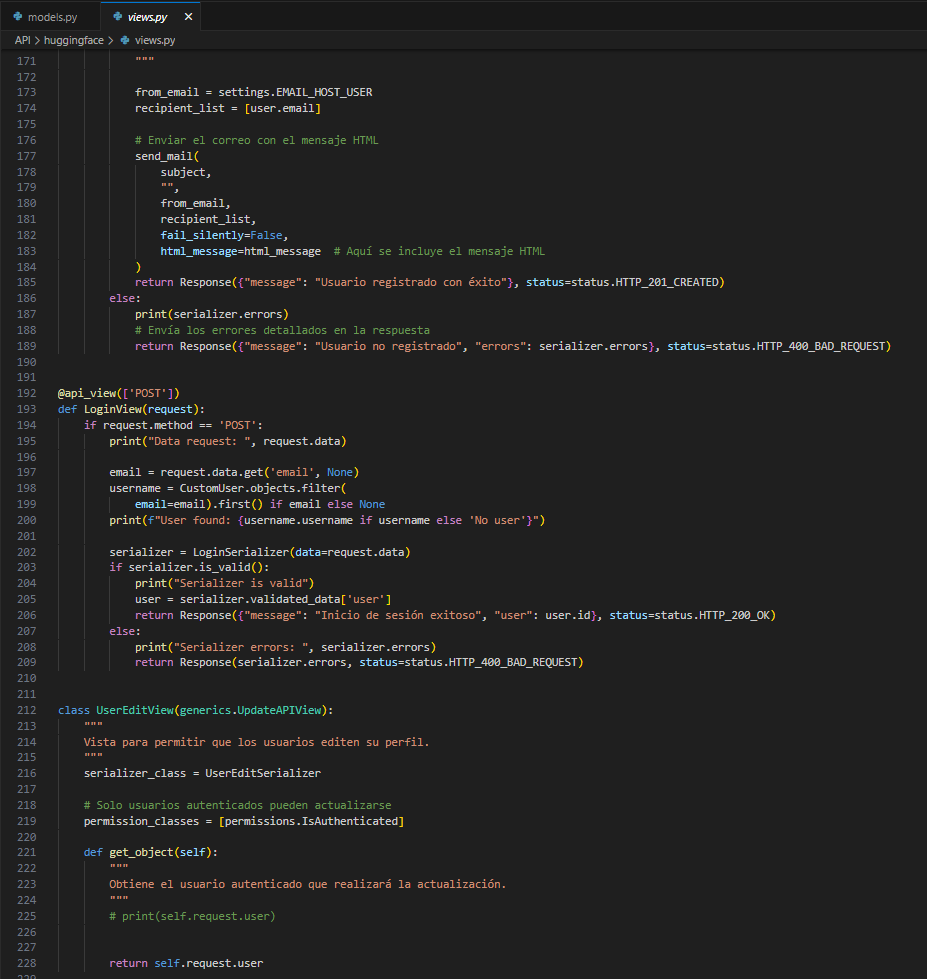 models.py views.py ×
API > huggingface > views.py
171 """
172
173 from_email = settings.EMAIL_HOST_USER
174 recipient_list = [user.email]
175
176 # Enviar el correo con el mensaje HTML
177 send_mail(
178 subject,
179 "",
180 from_email,
181 recipient_list,
182 fail_silently=False,
183 html_message=html_message  # Aquí se incluye el mensaje HTML
184 )
185 return Response({"message": "Usuario registrado con éxito"}, status=status.HTTP_201_CREATED)
186 else:
187 print(serializer.errors)
188 # Envía los errores detallados en la respuesta
189 return Response({"message": "Usuario no registrado", "errors": serializer.errors}, status=status.HTTP_400_BAD_REQUEST)
190
191
192 @api_view(['POST'])
193 def LoginView(request):
194 if request.method == 'POST':
195 print("Data request: ", request.data)
196
197 email = request.data.get('email', None)
198 username = CustomUser.objects.filter(
199 email=email).first() if email else None
200 print(f"User found: {username.username if username else 'No user'}")
201
202 serializer = LoginSerializer(data=request.data)
203 if serializer.is_valid():
204 print("Serializer is valid")
205 user = serializer.validated_data['user']
206 return Response({"message": "Inicio de sesión exitoso", "user": user.id}, status=status.HTTP_200_OK)
207 else:
208 print("Serializer errors: ", serializer.errors)
209 return Response(serializer.errors, status=status.HTTP_400_BAD_REQUEST)
210
211
212 class UserEditView(generics.UpdateAPIView):
213 """
214 Vista para permitir que los usuarios editen su perfil.
215 """
216 serializer_class = UserEditSerializer
217
218 # Solo usuarios autenticados pueden actualizarse
219 permission_classes = [permissions.IsAuthenticated]
220
221 def get_object(self):
222 """
223 Obtiene el usuario autenticado que realizará la actualización.
224 """
225 # print(self.request.user)
226
227
228 return self.request.user
229